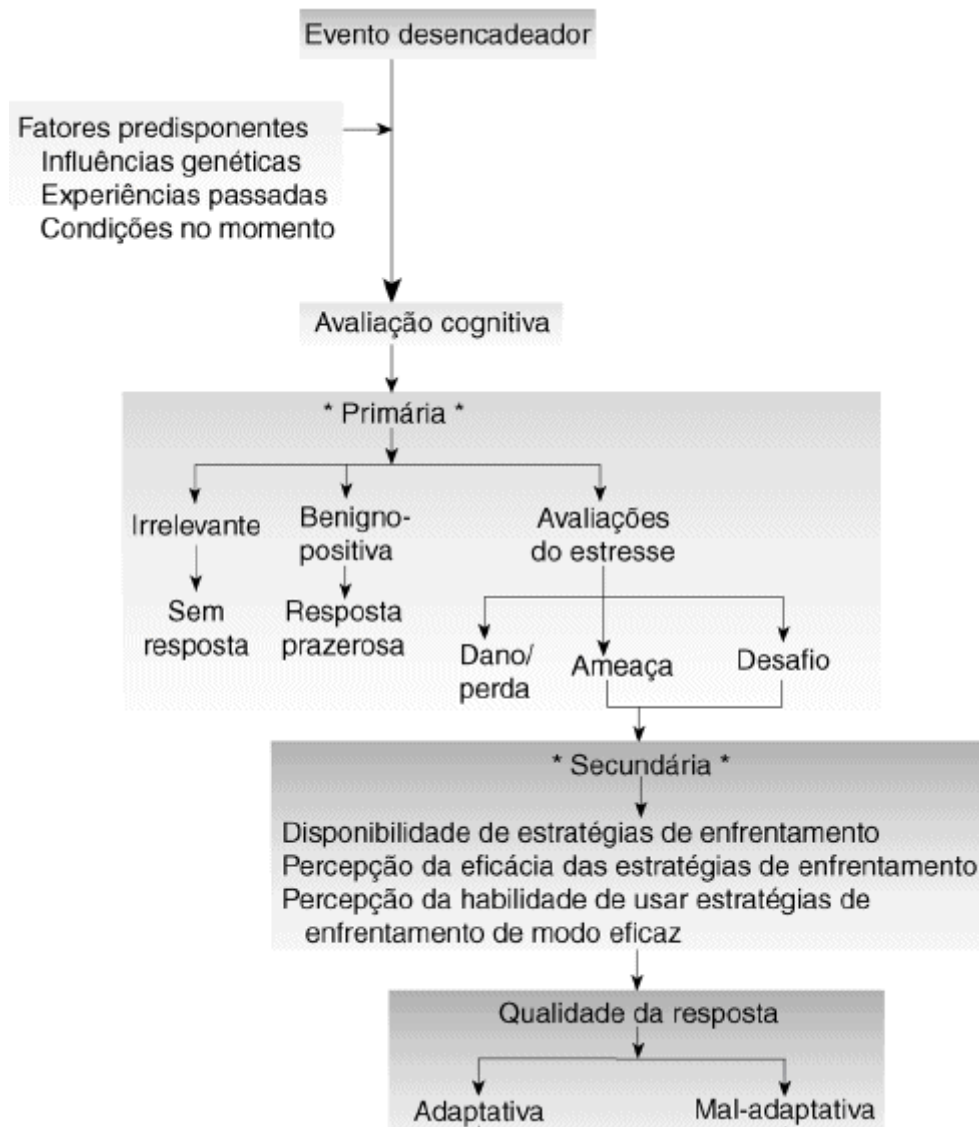 Evento desencadeador
Fatores predisponentes
Influências genéticas
Experiências passadas
Condições no momento
Avaliação cognitiva
* Primária *
Irrelevante
Benigno-
positiva
Avaliações
do estresse
Sem
resposta
Resposta
prazerosa
Dano/
perda
Ameaça
Desafio
* Secundária *
Disponibilidade de estratégias de enfrentamento
Percepção da eficácia das estratégias de enfrentamento
Percepção da habilidade de usar estratégias de
enfrentamento de modo eficaz
Qualidade da resposta
Adaptativa
Mal-adaptativa